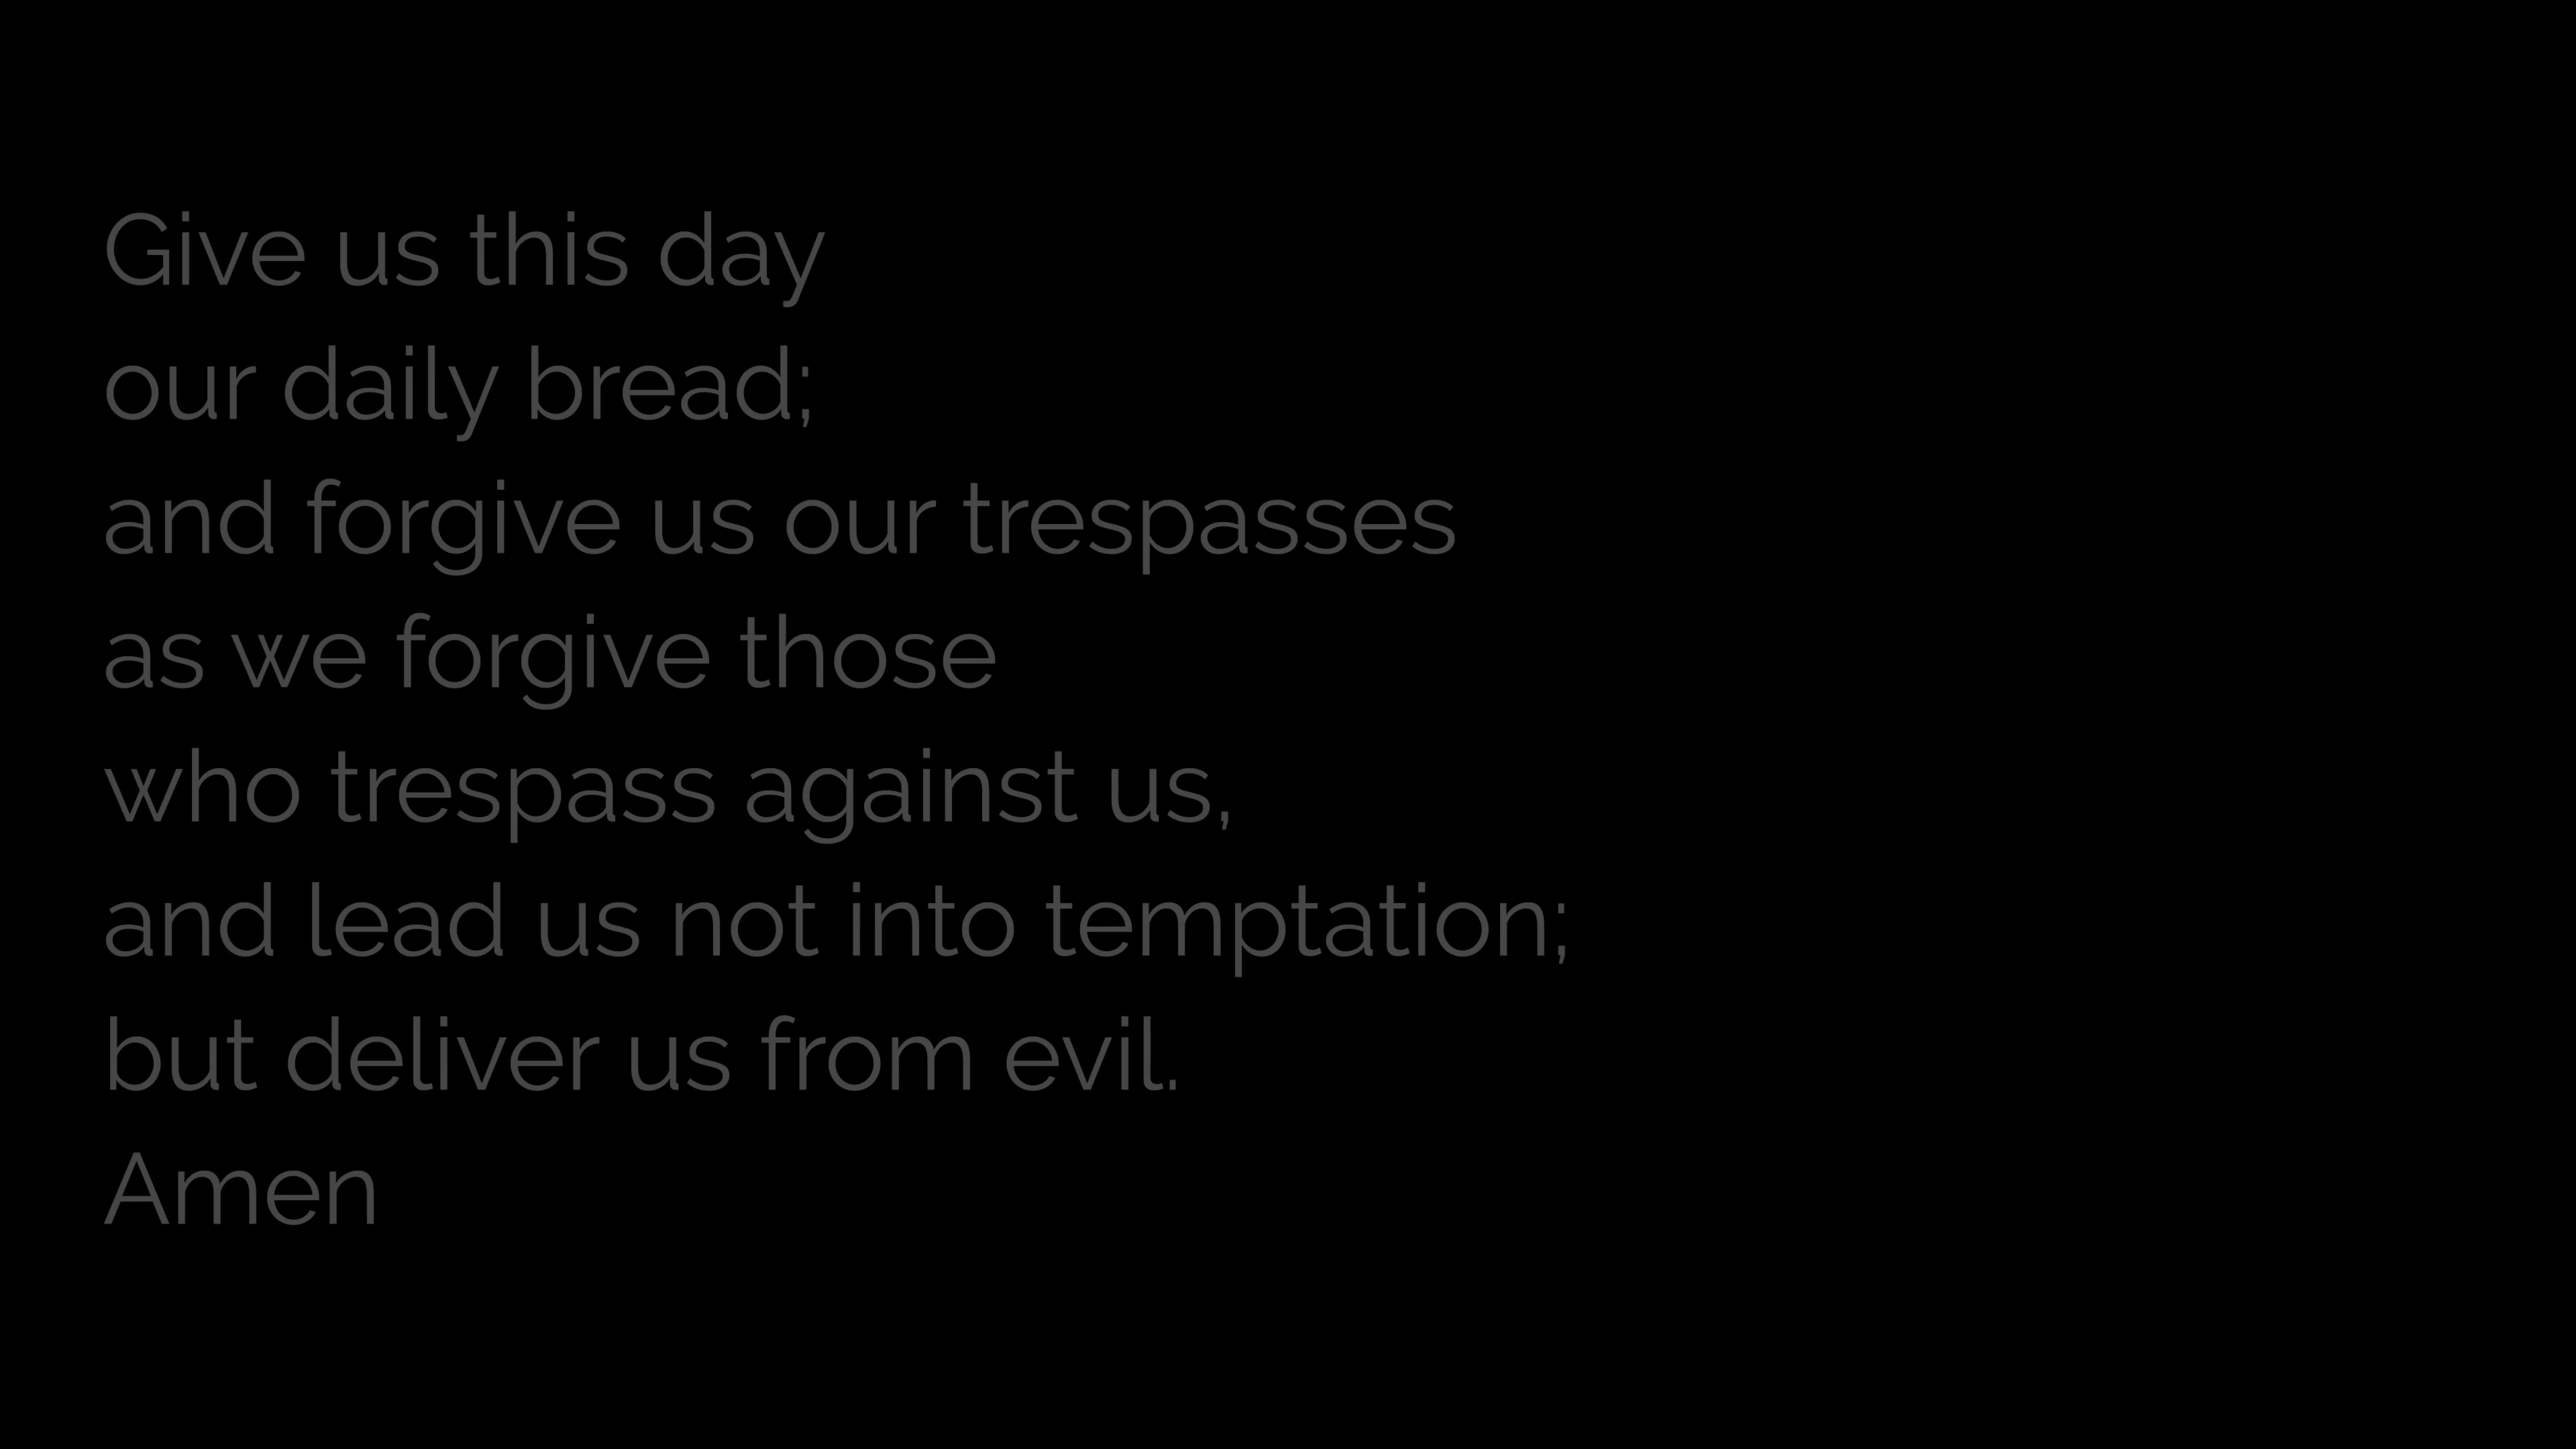 Give us this day
our daily bread;
and forgive us our trespasses
as we forgive those
who trespass against us,
and lead us not into temptation;
but deliver us from evil.
Amen